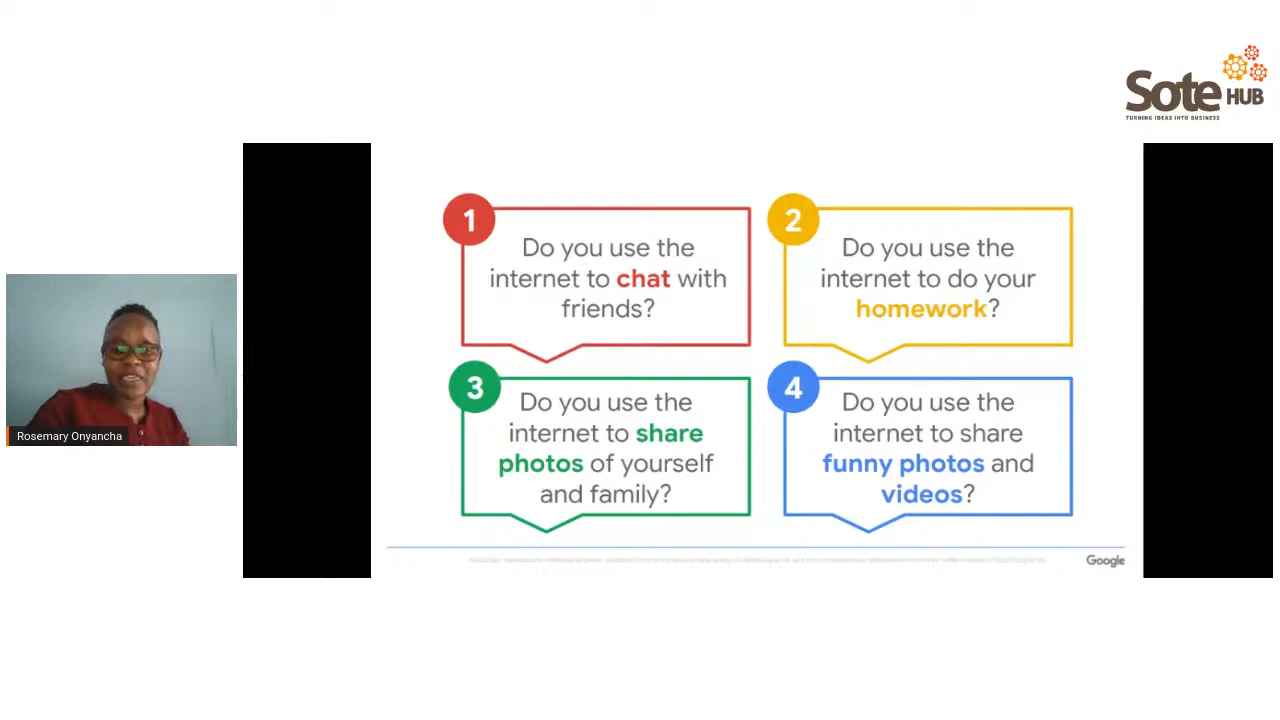 Sote HUB
TURNING IDEAS INTO BUSINESS
1
Do you use the
internet to chat with
friends?
2
Do you use the
internet to do your
homework?
3
Do you use the
internet to share
photos of yourself
and family?
4
Do you use the
internet to share
funny photos and
videos?
Rosemary Onyancha
Google